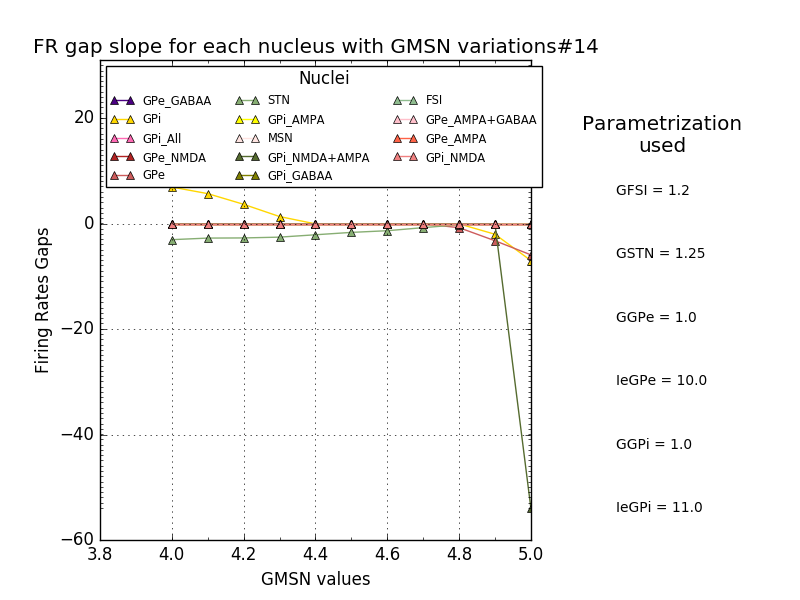 FR gap slope for each nucleus with GMSN variations#14
Nuclei
GPe_GABAA STN FSI
GPi GPi_AMPA GPe_AMPA+GABAA
GPi_All MSN GPe_AMPA
GPe_NMDA GPi_NMDA+AMPA GPi_NMDA
GPe GPi_GABAA
20
0
−20
−40
−60
Firing Rates Gaps
3.8 4.0 4.2 4.4 4.6 4.8 5.0
GMSN values
Parametrization
used
GFSI = 1.2
GSTN = 1.25
GGPe = 1.0
IeGPe = 10.0
GGPi = 1.0
IeGPi = 11.0